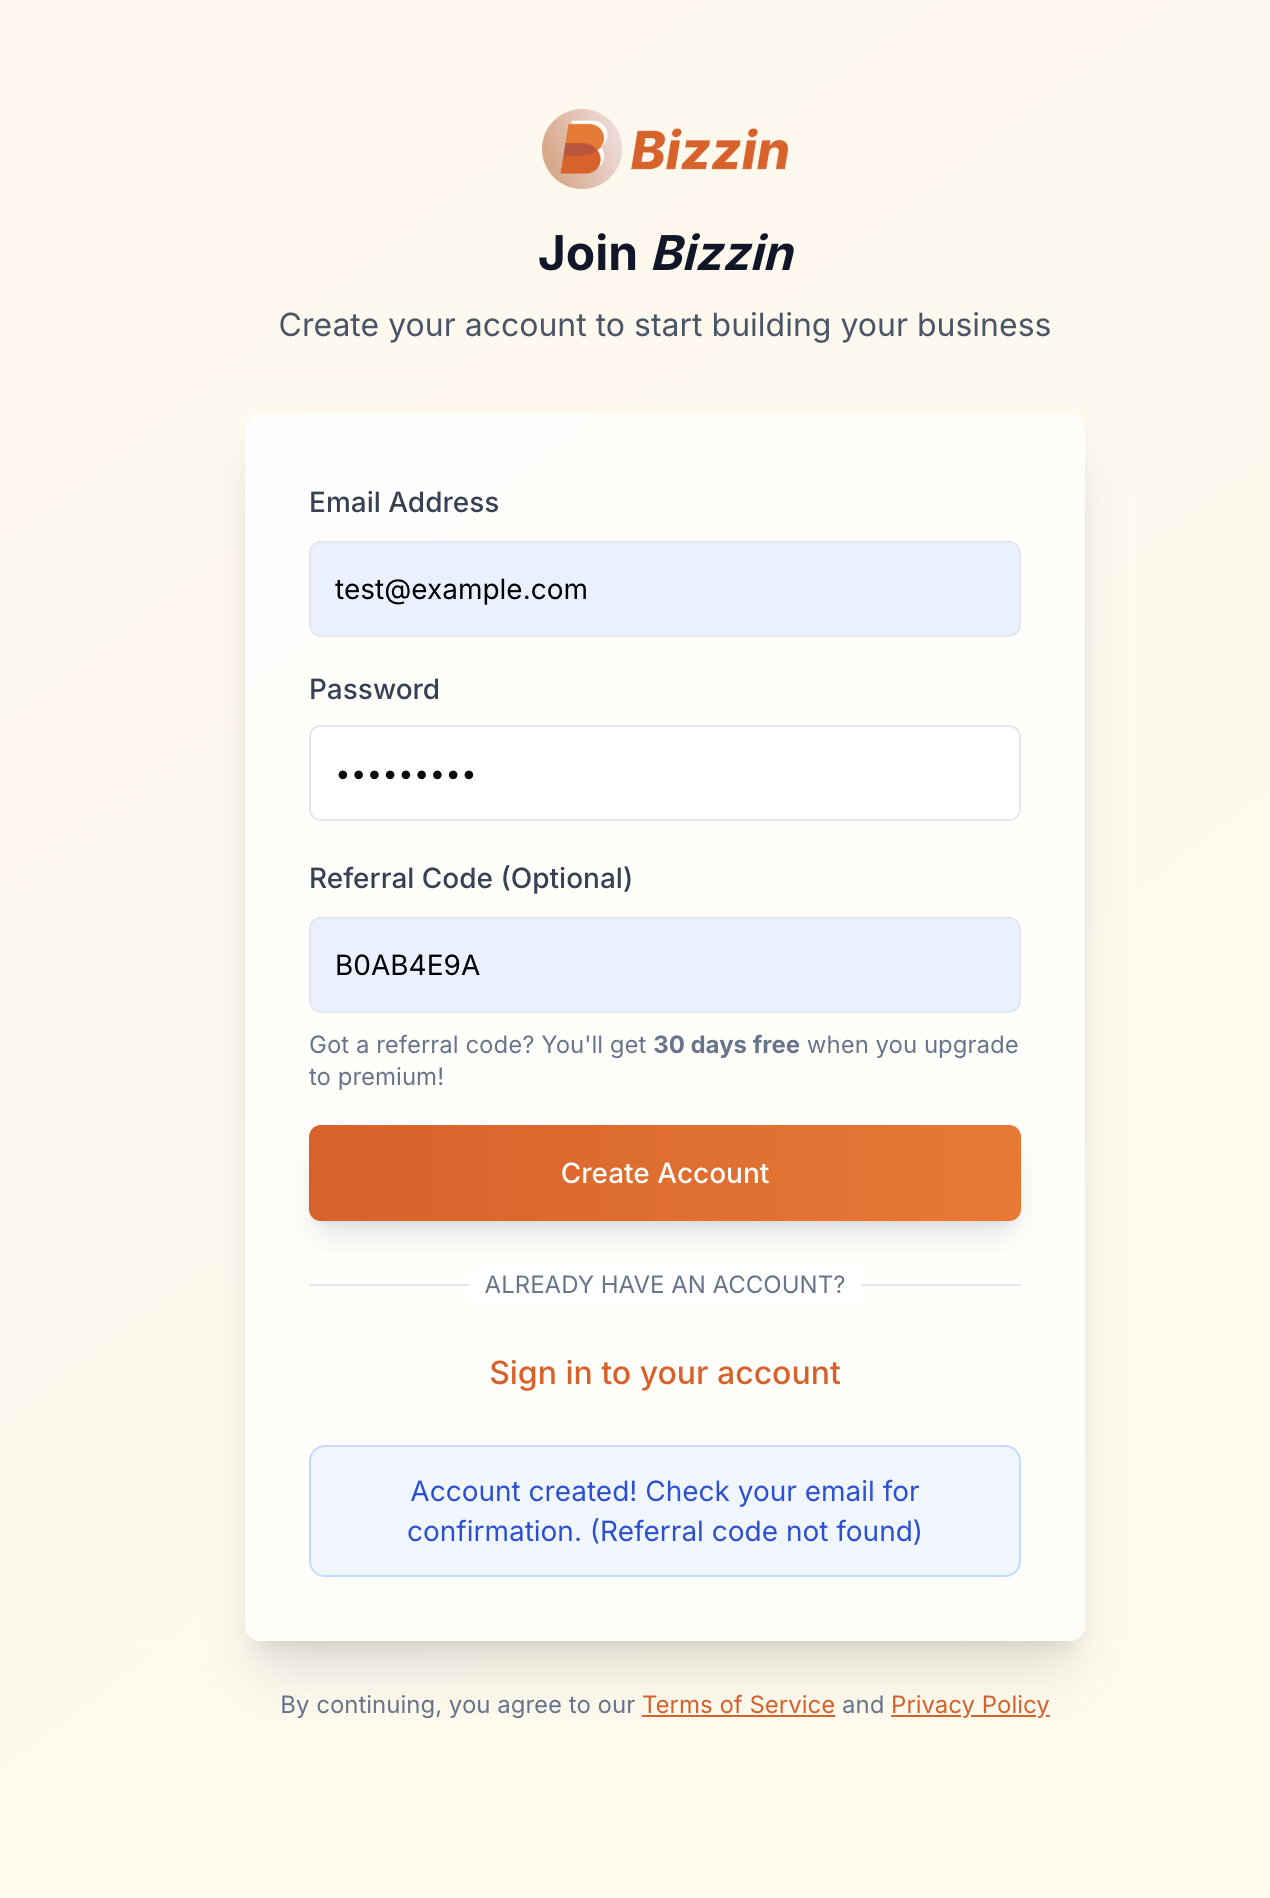 Bizzin
Join Bizzin
Create your account to start building your business
Email Address
test@example.com
Password
•••••••••
Referral Code (Optional)
B0AB4E9A
Got a referral code? You'll get 30 days free when you upgrade
to premium!
Create Account
ALREADY HAVE AN ACCOUNT?
Sign in to your account
Account created! Check your email for
confirmation. (Referral code not found)
By continuing, you agree to our Terms of Service and Privacy Policy